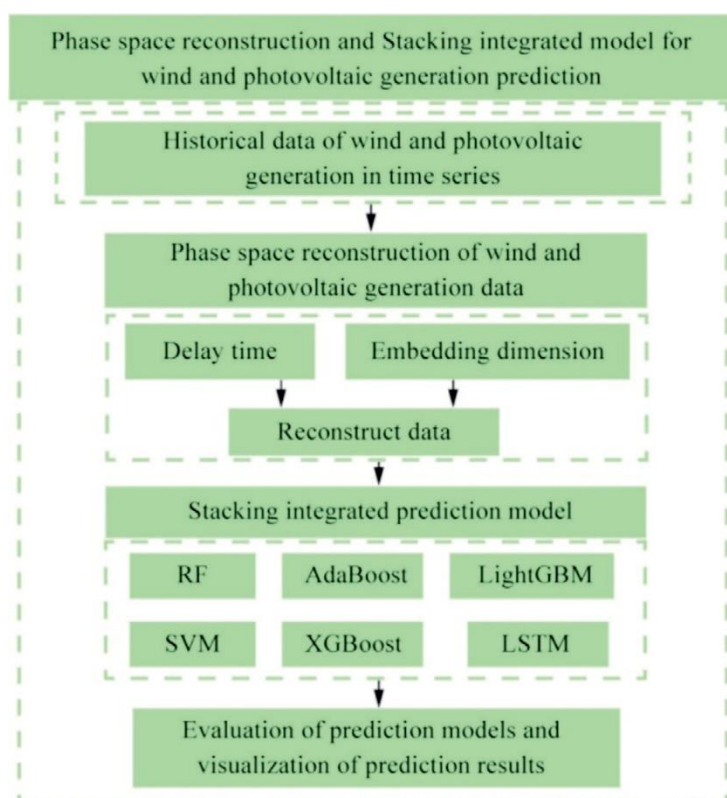 Phase space reconstruction and Stacking integrated model for
wind and photovoltaic generation prediction
Historical data of wind and photovoltaic
generation in time series
Phase space reconstruction of wind and
photovoltaic generation data
Delay time
Embedding dimension
Reconstruct data
Stacking integrated prediction model
RF
AdaBoost
LightGBM
SVM
XGBoost
LSTM
Evaluation of prediction models and
visualization of prediction results